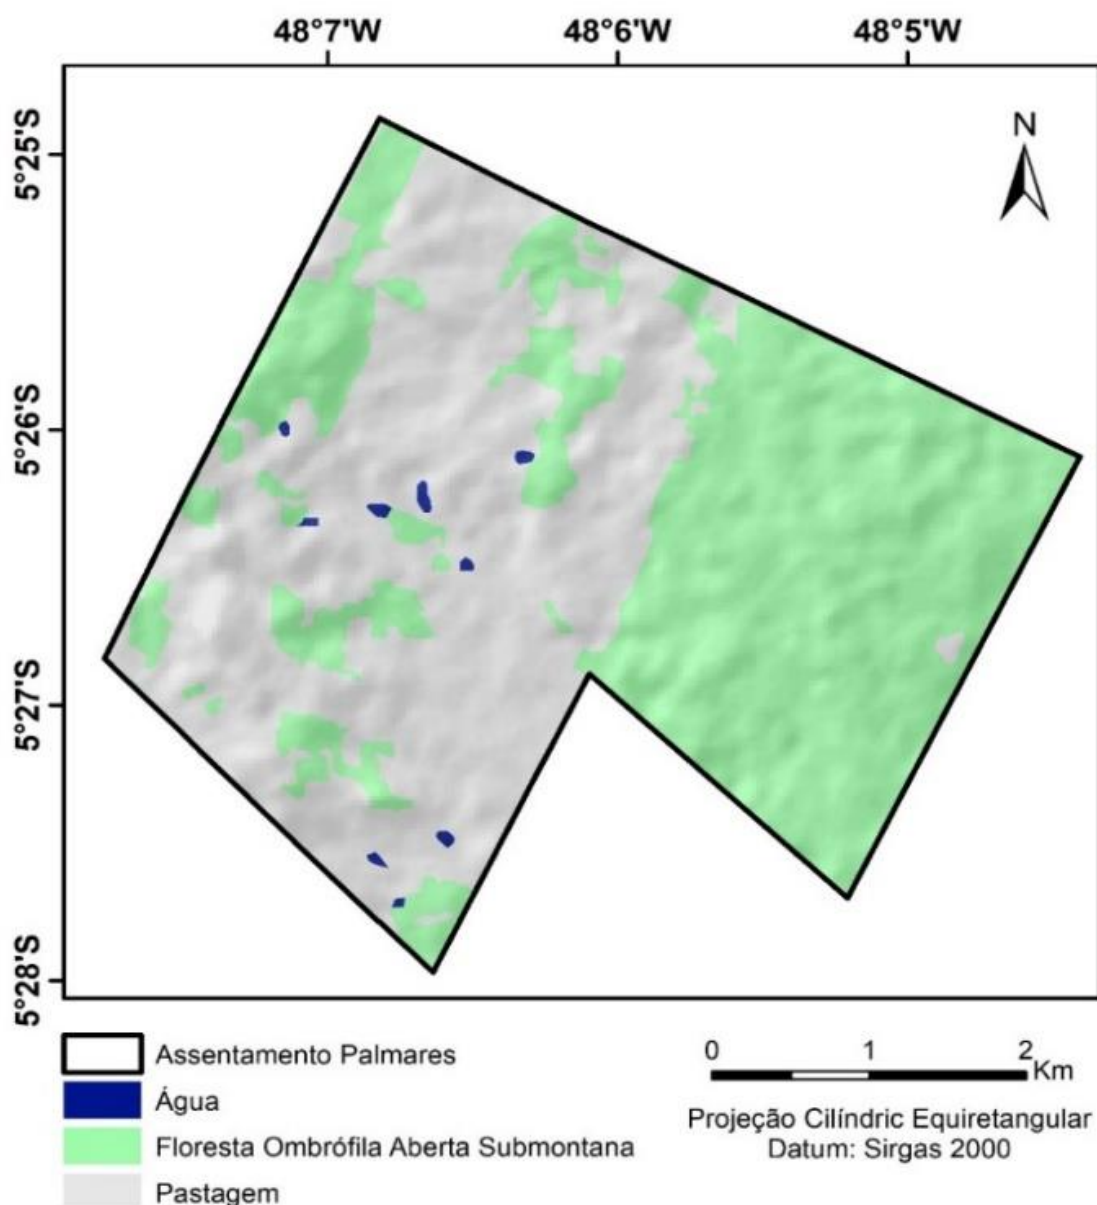 48°7'W 48°6'W 48°5'W
5°25'S
5°26'S
5°27'S
5°28'S
N
Assentamento Palmares
Água
Floresta Ombrófila Aberta Submontana
Pastagem
0 1 2 Km
Projeção Cilíndric Equiretangular
Datum: Sirgas 2000